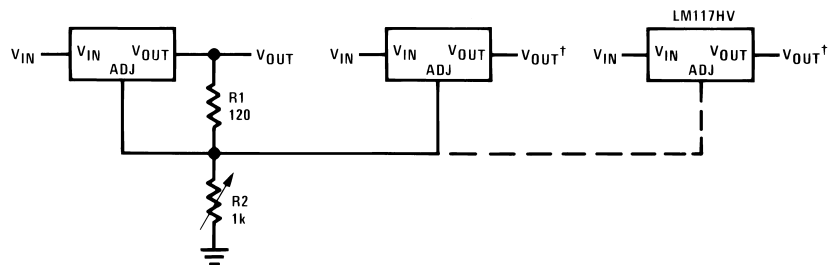 LM117HV
V_IN V_IN V_OUT V_OUT V_IN V_IN V_OUT V_OUT† V_IN V_IN V_OUT V_OUT†
ADJ ADJ ADJ
R1
120
R2
1k